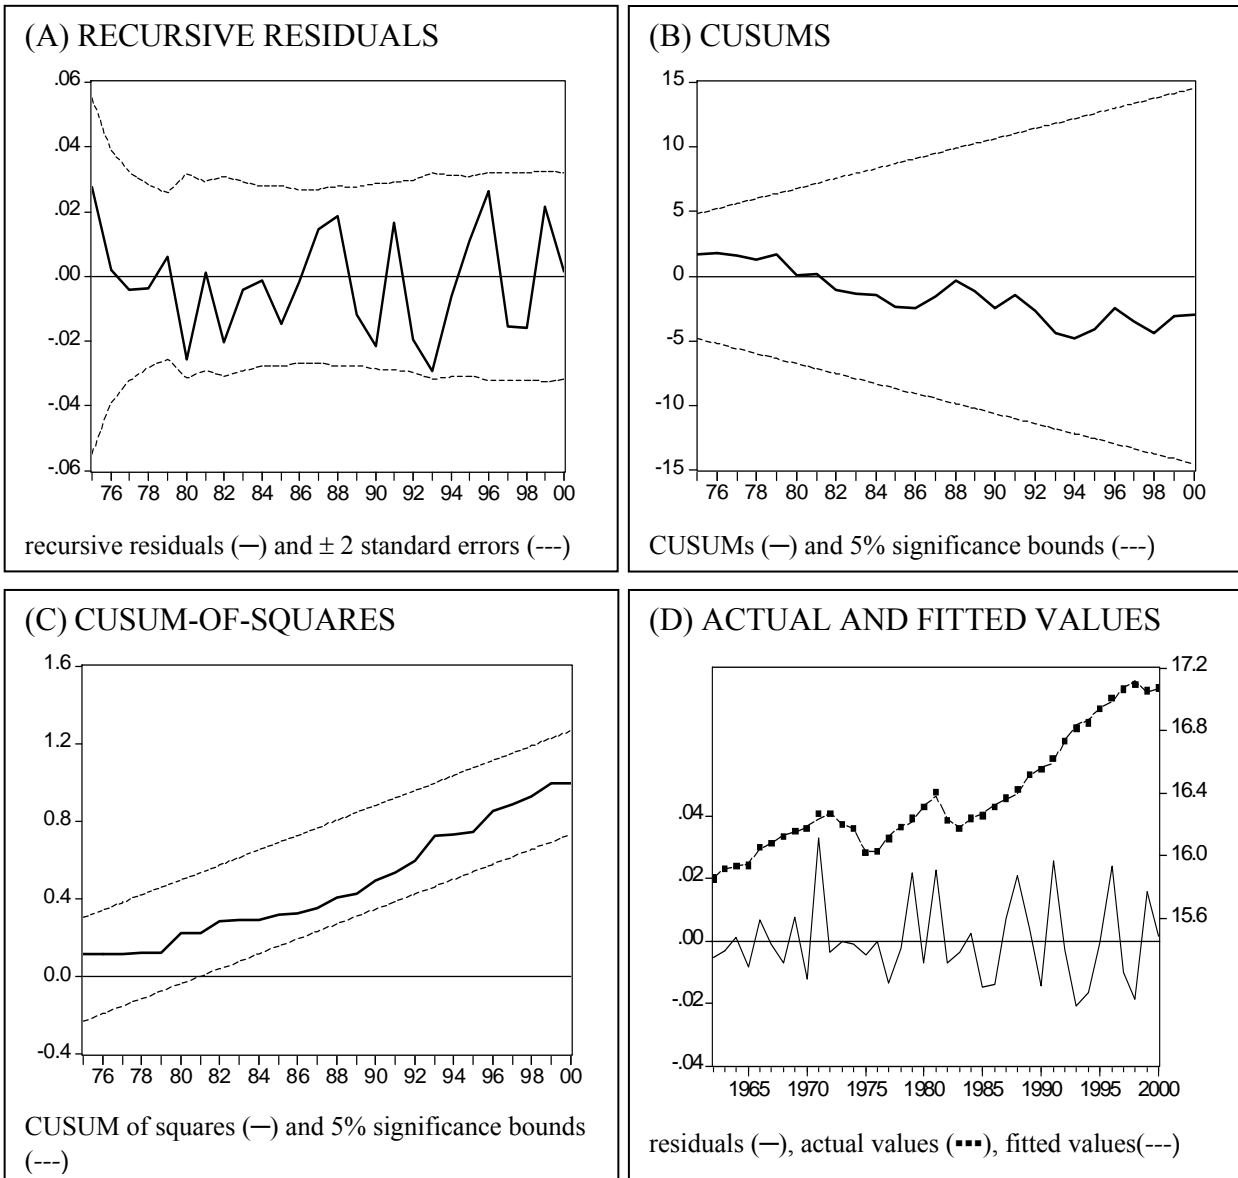 (A) RECURSIVE RESIDUALS
.06
.04
.02
.00
-.02
-.04
-.06
76 78 80 82 84 86 88 90 92 94 96 98 00
recursive residuals (—) and ± 2 standard errors (---)
(B) CUSUMS
15
10
5
0
-5
-10
-15
76 78 80 82 84 86 88 90 92 94 96 98 00
CUSUMs (—) and 5% significance bounds (---)
(C) CUSUM-OF-SQUARES
1.6
1.2
0.8
0.4
0.0
-0.4
76 78 80 82 84 86 88 90 92 94 96 98 00
CUSUM of squares (—) and 5% significance bounds
(---)
(D) ACTUAL AND FITTED VALUES
17.2
16.8
16.4
16.0
15.6
.04
.02
.00
-.02
-.04
1965 1970 1975 1980 1985 1990 1995 2000
residuals (—), actual values (▪▪▪), fitted values(---)